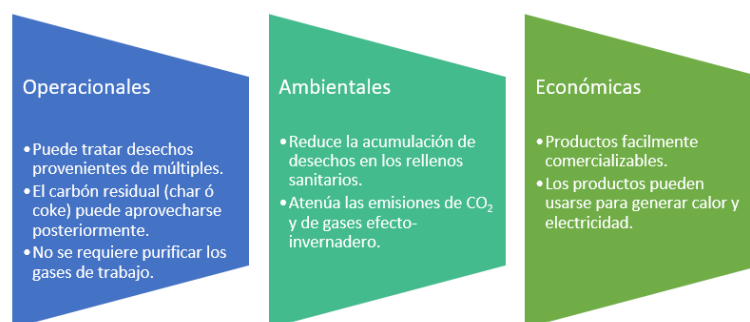 Operacionales
•Puede tratar desechos
provenientes de múltiples.
•El carbón residual (char ó
coke) puede aprovecharse
posteriormente.
•No se requiere purificar los
gases de trabajo.
Ambientales
•Reduce la acumulación de
desechos en los rellenos
sanitarios.
•Atenúa las emisiones de CO₂
y de gases efecto-
invernadero.
Económicas
•Productos facilmente
comercializables.
•Los productos pueden
usarse para generar calor y
electricidad.